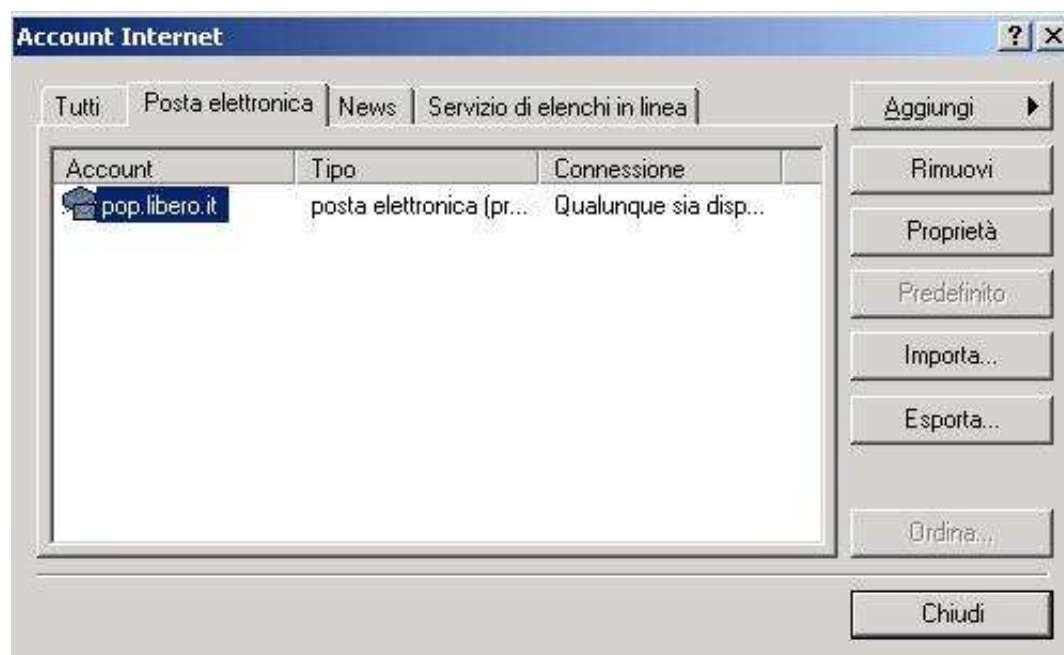 Account Internet
Tutti Posta elettronica News Servizio di elenchi in linea
Account Tipo Connessione
pop.libero.it posta elettronica (pr... Qualunque sia disp...
Aggiungi
Rimuovi
Proprietà
Predefinito
Importa...
Esporta...
Ordina...
Chiudi